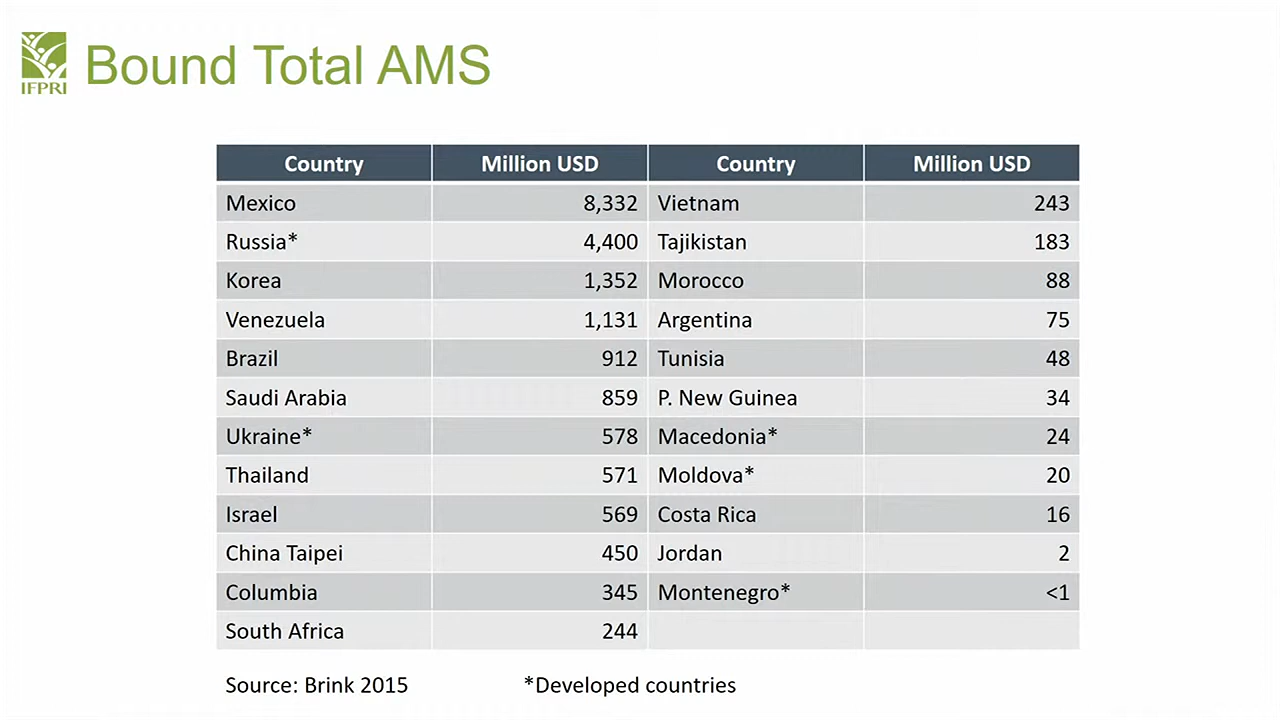 IFPRI
Bound Total AMS
Country Million USD Country Million USD
Mexico 8,332 Vietnam 243
Russia* 4,400 Tajikistan 183
Korea 1,352 Morocco 88
Venezuela 1,131 Argentina 75
Brazil 912 Tunisia 48
Saudi Arabia 859 P. New Guinea 34
Ukraine* 578 Macedonia* 24
Thailand 571 Moldova* 20
Israel 569 Costa Rica 16
China Taipei 450 Jordan 2
Columbia 345 Montenegro* <1
South Africa 244
Source: Brink 2015 *Developed countries